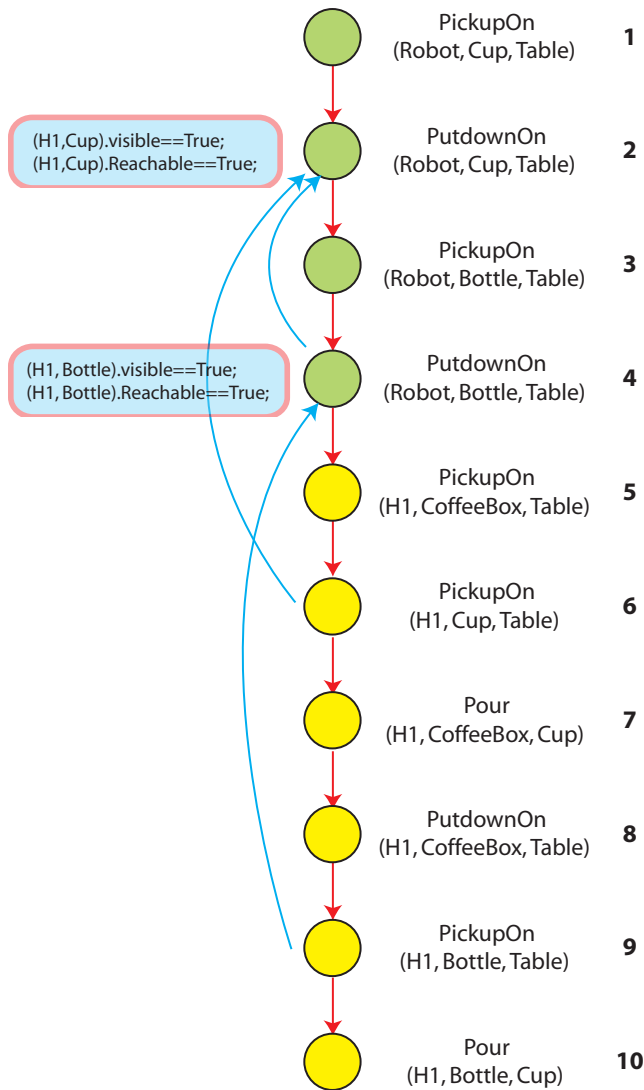 PickupOn
(Robot, Cup, Table)
1
(H1,Cup).visible==True;
(H1,Cup).Reachable==True;
PutdownOn
(Robot, Cup, Table)
2
PickupOn
(Robot, Bottle, Table)
3
(H1, Bottle).visible==True;
(H1, Bottle).Reachable==True;
PutdownOn
(Robot, Bottle, Table)
4
PickupOn
(H1, CoffeeBox, Table)
5
PickupOn
(H1, Cup, Table)
6
Pour
(H1, CoffeeBox, Cup)
7
PutdownOn
(H1, CoffeeBox, Table)
8
PickupOn
(H1, Bottle, Table)
9
Pour
(H1, Bottle, Cup)
10